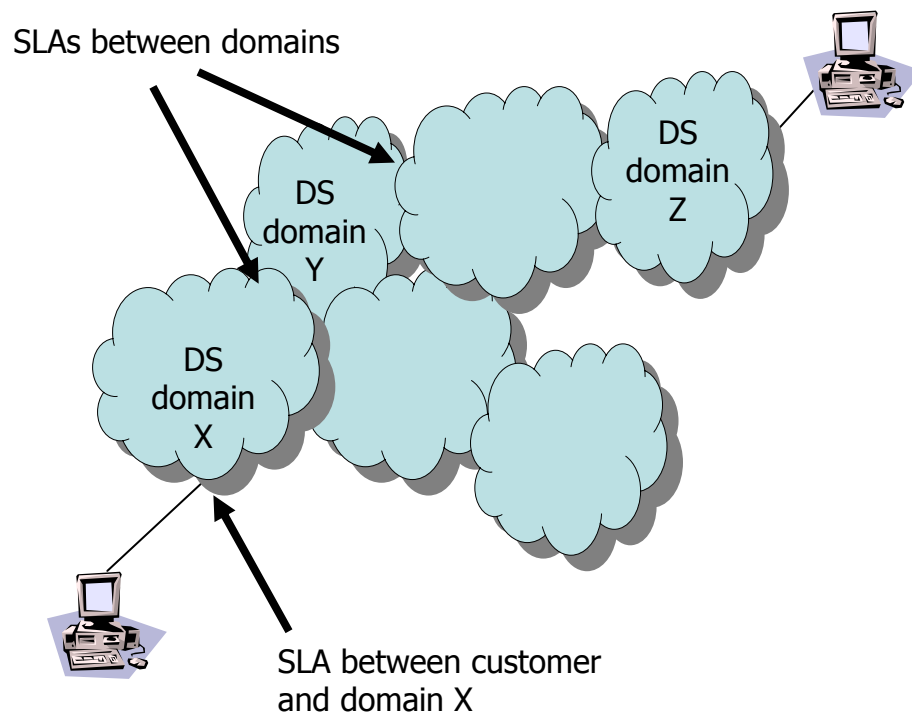 SLAs between domains
DS
domain
Z
DS
domain
Y
DS
domain
X
SLA between customer
and domain X